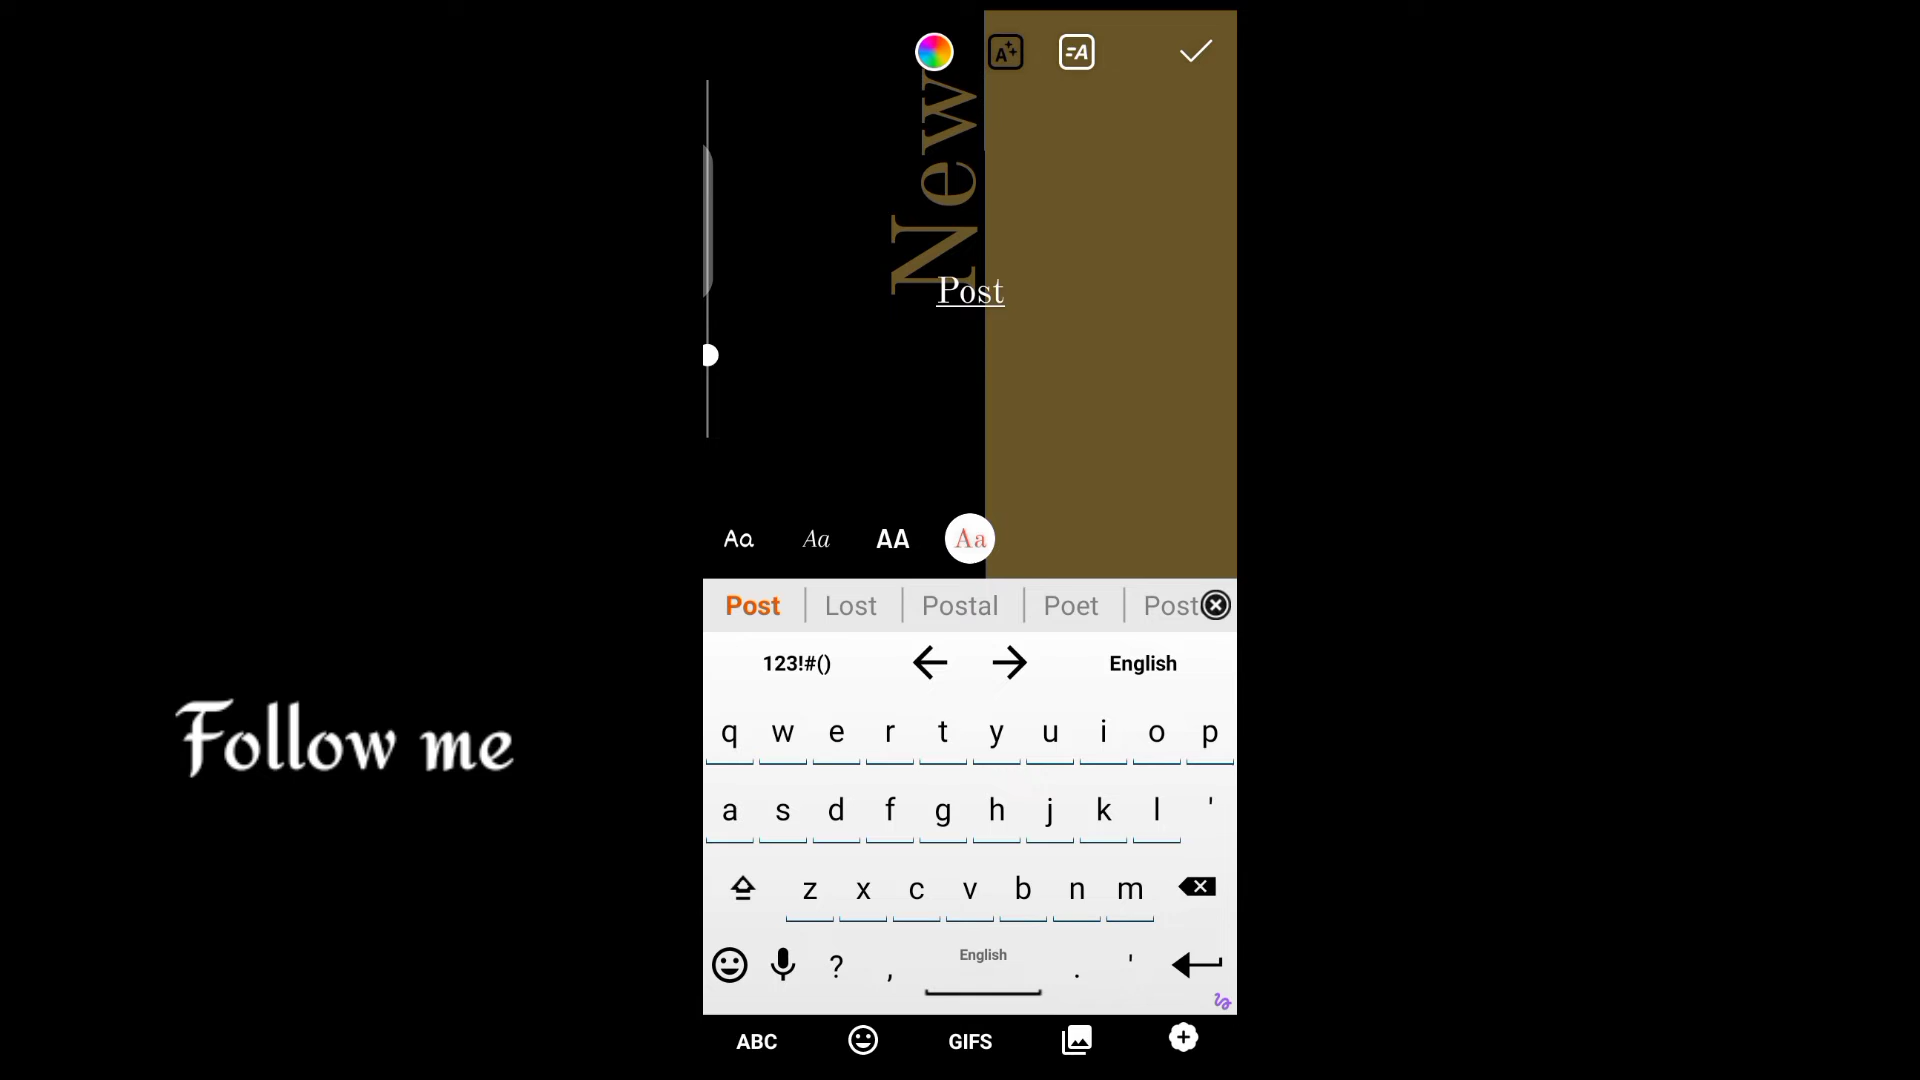 A
=A
New
Post
Aa
Aa
AA
Aa
Post
Lost
Postal
Poet
Post
123!#()
English
q w e r t y u i o p
a s d f g h j k l '
z x c v b n m
? , English . '
ABC
GIFS
Follow me